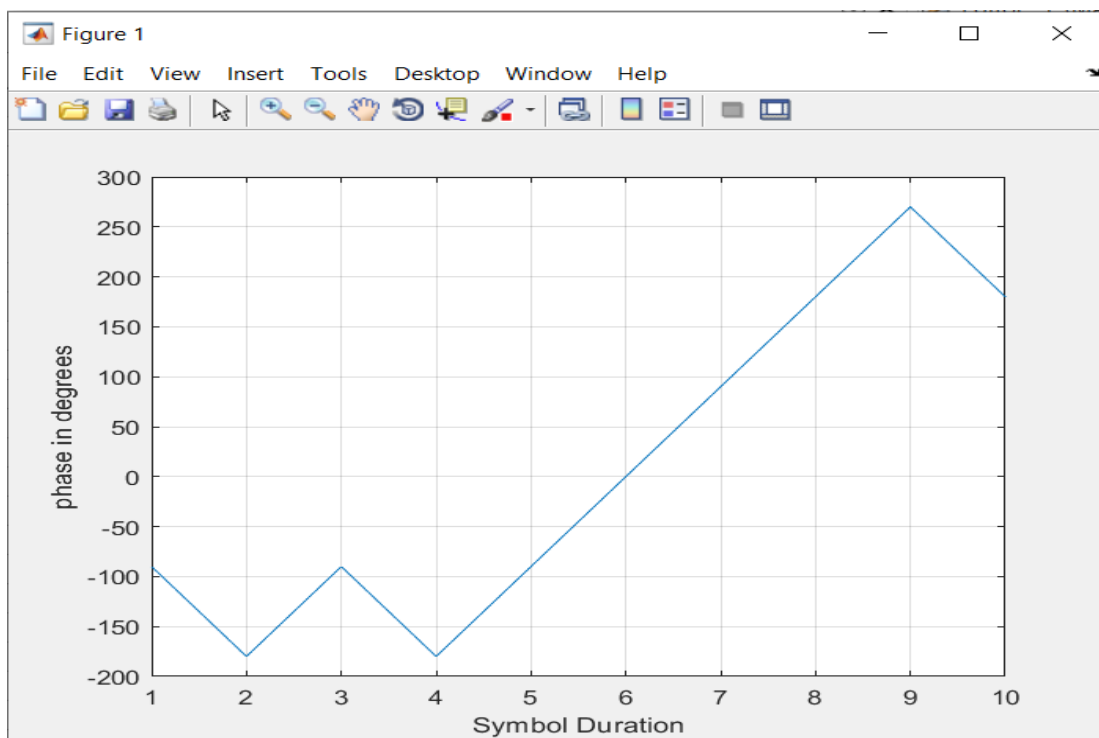 Figure 1
File Edit View Insert Tools Desktop Window Help
300
250
200
150
100
50
0
-50
-100
-150
-200
phase in degrees
1 2 3 4 5 6 7 8 9 10
Symbol Duration